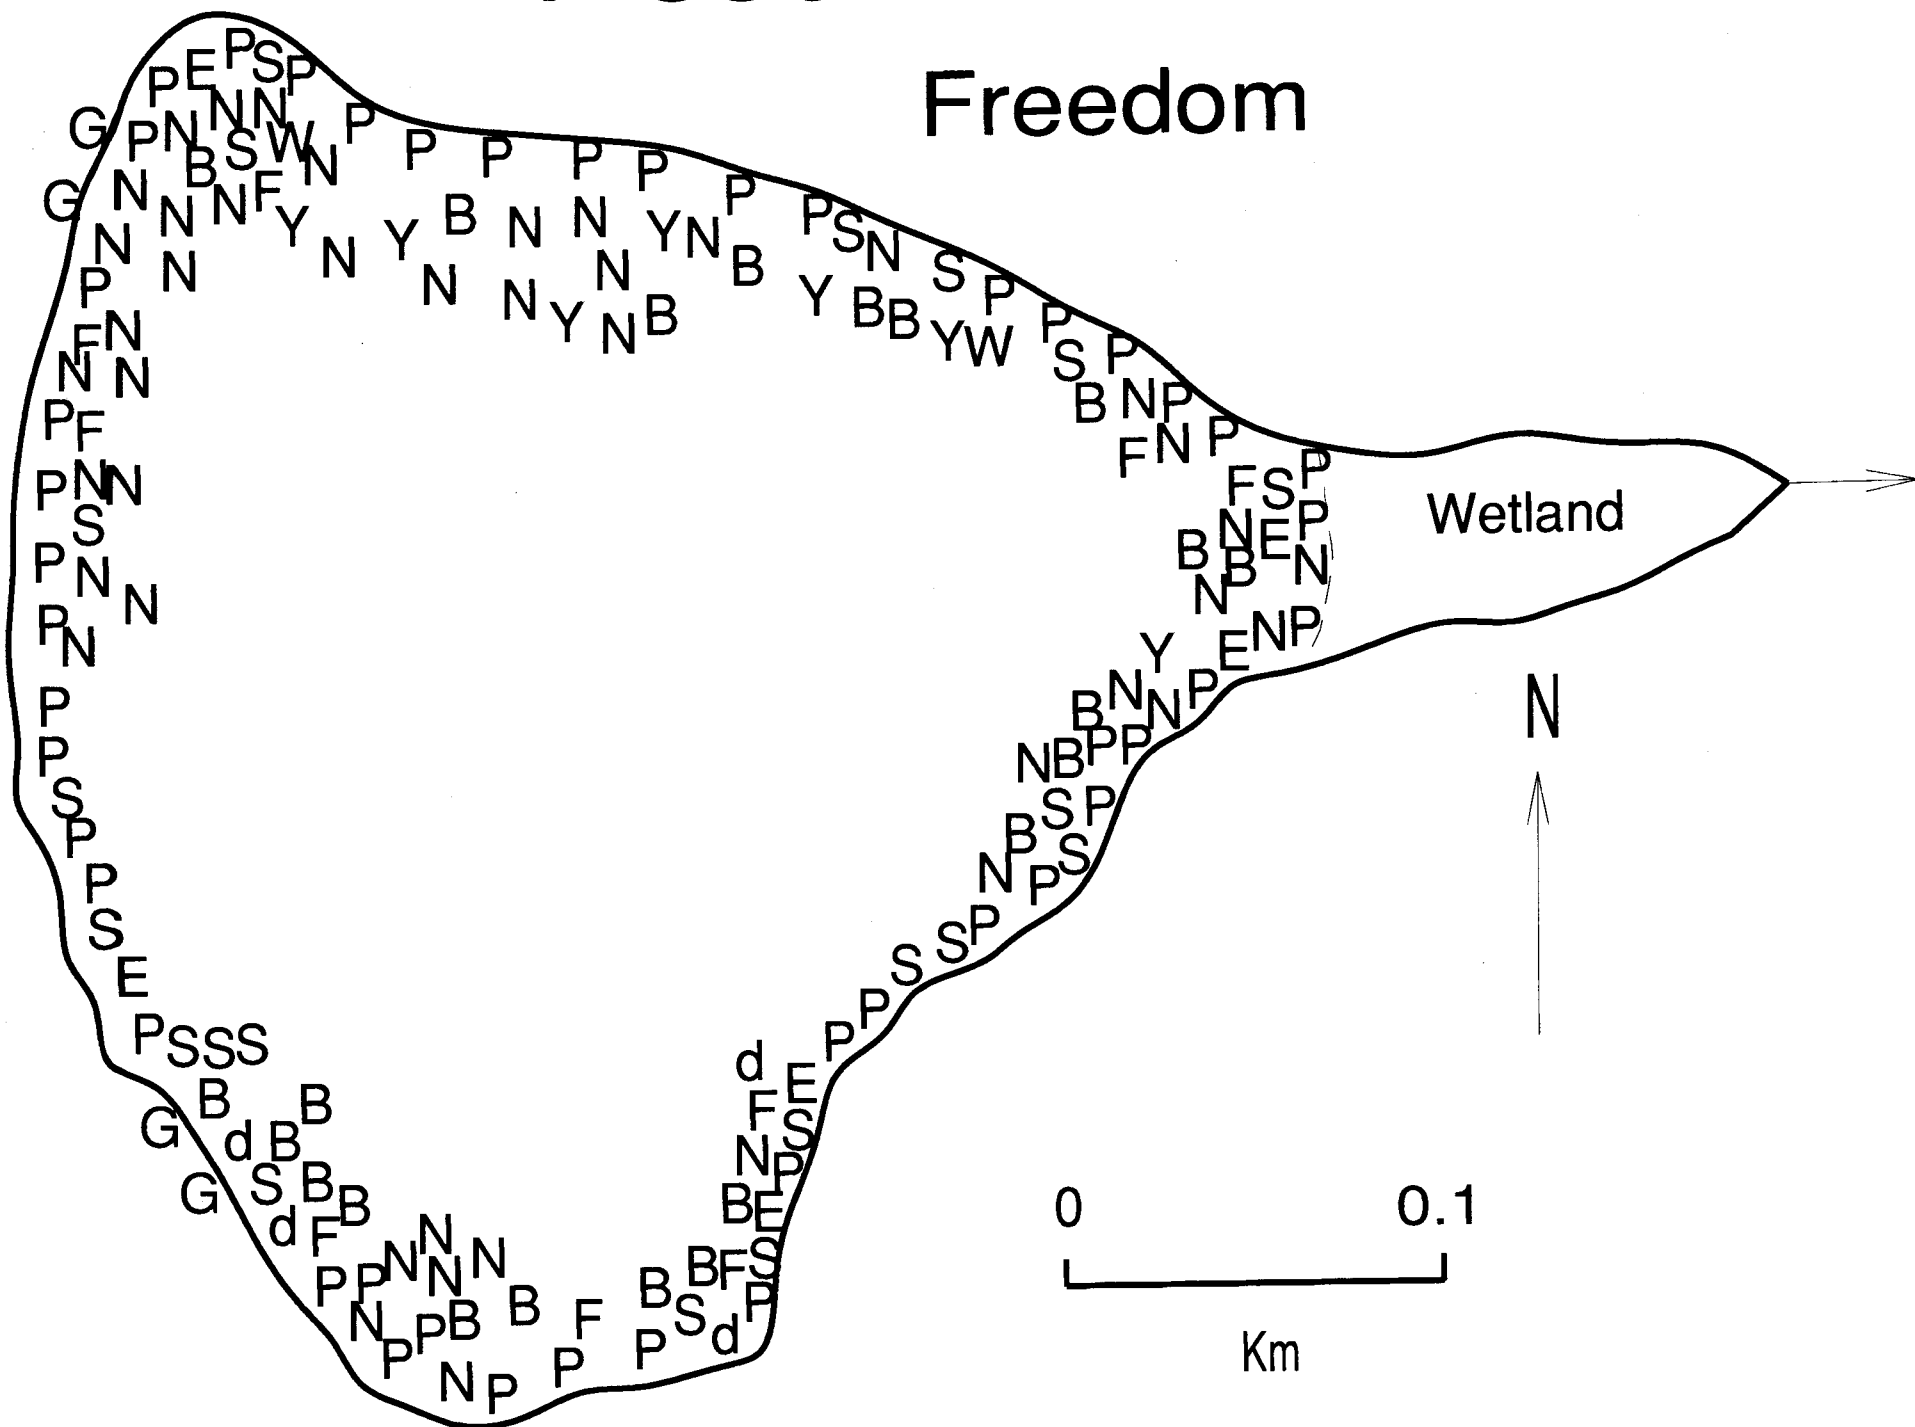 Freedom
P E P S P
G P N N N P
B S W N
G N N N F Y
P P P P P
N N N Y B N N Y N B
P S N S P
N N Y N B Y B B Y W
P F N
N N
P F
P S P
B N P
F N P
P N N
S
F S P
Wetland
N E P
B B N
P N N
N
P N
E N P
Y
P
N
B N N P
P
N B P P
S
S P
P
B S
N P
P
S
S S P
E
P
P
P S S S
d E
B B
F S
G d B
N P
G S B B
B E
d F
N N N N
B B F S
P P
N P B B F S d P
P P
N P P
0 0.1
Km
N